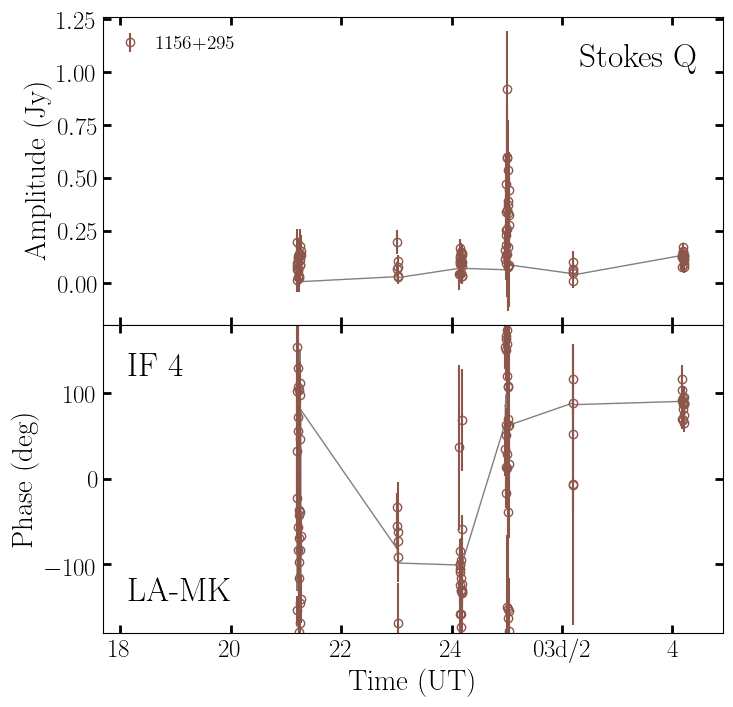 1.25
1156+295
Stokes Q
1.00
0.75
0.50
0.25
0.00
Amplitude (Jy)
IF 4
100
0
−100
Phase (deg)
LA-MK
18 20 22 24 03d/2 4
Time (UT)